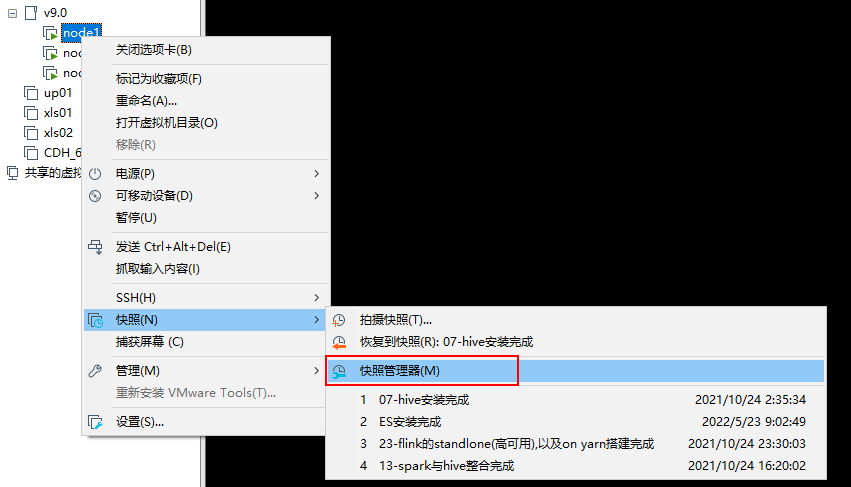 v9.0
node1
nod
nod
up01
xls01
xls02
CDH_6
共享的虚拟
关闭选项卡(B)
标记为收藏项(F)
重命名(A)...
打开虚拟机目录(O)
移除(R)
电源(P)
可移动设备(D)
暂停(U)
发送 Ctrl+Alt+Del(E)
抓取输入内容(I)
SSH(H)
快照(N)
捕获屏幕 (C)
管理(M)
重新安装 VMware Tools(T)...
设置(S)...
拍摄快照(T)...
恢复到快照(R): 07-hive安装完成
快照管理器(M)
1 07-hive安装完成 2021/10/24 2:35:34
2 ES安装完成 2022/5/23 9:02:49
3 23-flink的standlone(高可用),以及on yarn搭建完成 2021/10/24 23:30:03
4 13-spark与hive整合完成 2021/10/24 16:20:02